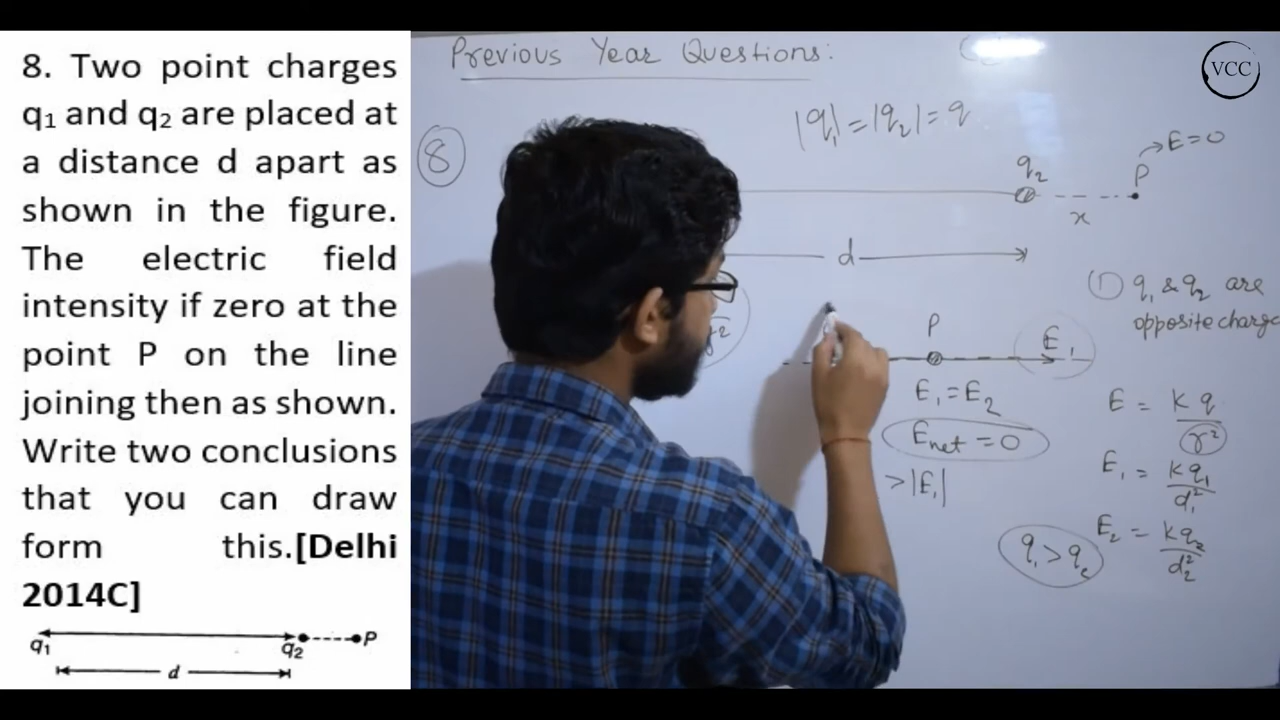 8. Two point charges
q₁ and q₂ are placed at
a distance d apart as
shown in the figure.
The electric field
intensity if zero at the
point P on the line
joining then as shown.
Write two conclusions
that you can draw
form this.[Delhi
2014C]
q₁ q₂ P
d
Previous Year Questions:
VCC
8
|q₁| = |q₂| = q
q₂ P → E=0
x
d
① q₁ & q₂ are
opposite charge
P E₁
E₁ = E₂
Enet = 0
> |E₁|
E = kq/r²
E₁ = kq₁/d₁²
E₂ = kq₂/d₂²
q₁ > q₂